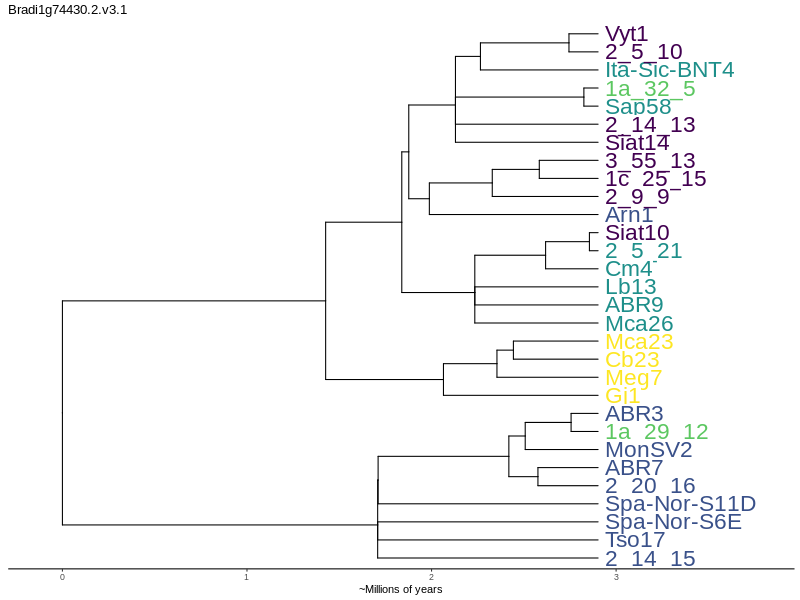 Bradi1g74430.2.v3.1
Vyt1
2_5_10
Ita-Sic-BNT4
1a_32_5
Sap58
2_14_13
Siat14
3_55_13
1c_25_15
2_9_9
Arn1
Siat10
2_5_21
Cm4
Lb13
ABR9
Mca26
Mca23
Cb23
Meg7
Gi1
ABR3
1a_29_12
MonSV2
ABR7
2_20_16
Spa-Nor-S11D
Spa-Nor-S6E
Tso17
2_14_15
0 1 2 3
~Millions of years